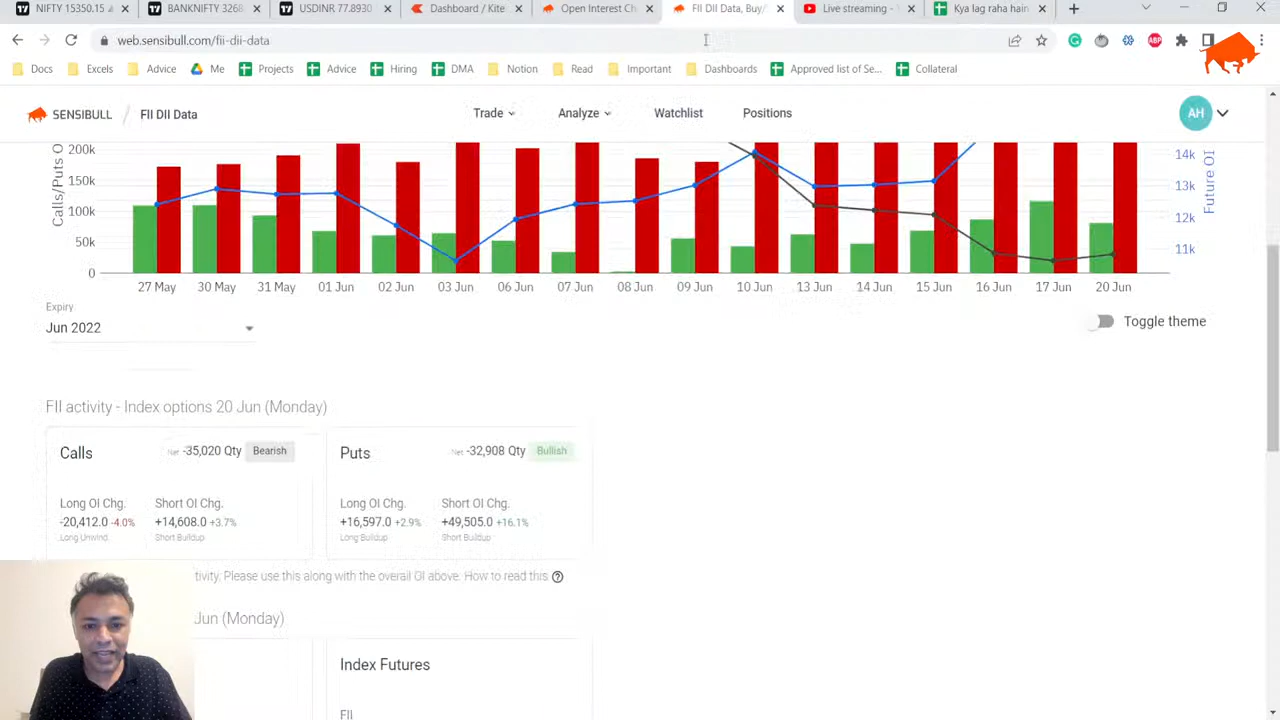 NIFTY 15350.15
BANKNIFTY 3268
USDINR 77.8930
Dashboard / Kite
Open Interest Ch
FII DII Data, Buy/
Live streaming -
Kya lag raha hain
web.sensibull.com/fii-dii-data
ABP
Docs
Excels
Advice
Me
Projects
Advice
Hiring
DMA
Notion
Read
Important
Dashboards
Approved list of Se...
Collateral
SENSIBULL / FII DII Data
Trade
Analyze
Watchlist
Positions
AH
Calls/Puts O
200k
150k
100k
50k
0
14k
13k
12k
11k
Future OI
27 May 30 May 31 May 01 Jun 02 Jun 03 Jun 06 Jun 07 Jun 08 Jun 09 Jun 10 Jun 13 Jun 14 Jun 15 Jun 16 Jun 17 Jun 20 Jun
Expiry
Jun 2022
Toggle theme
FII activity - Index options 20 Jun (Monday)
Calls
Net -35,020 Qty Bearish
Long OI Chg.
-20,412.0 -4.0%
Long Unwind
Short OI Chg.
+14,608.0 +3.7%
Short Buildup
Puts
Net -32,908 Qty Bullish
Long OI Chg.
+16,597.0 +2.9%
Long Buildup
Short OI Chg.
+49,505.0 +16.1%
Short Buildup
tivity. Please use this along with the overall OI above. How to read this ?
Jun (Monday)
Index Futures
FII